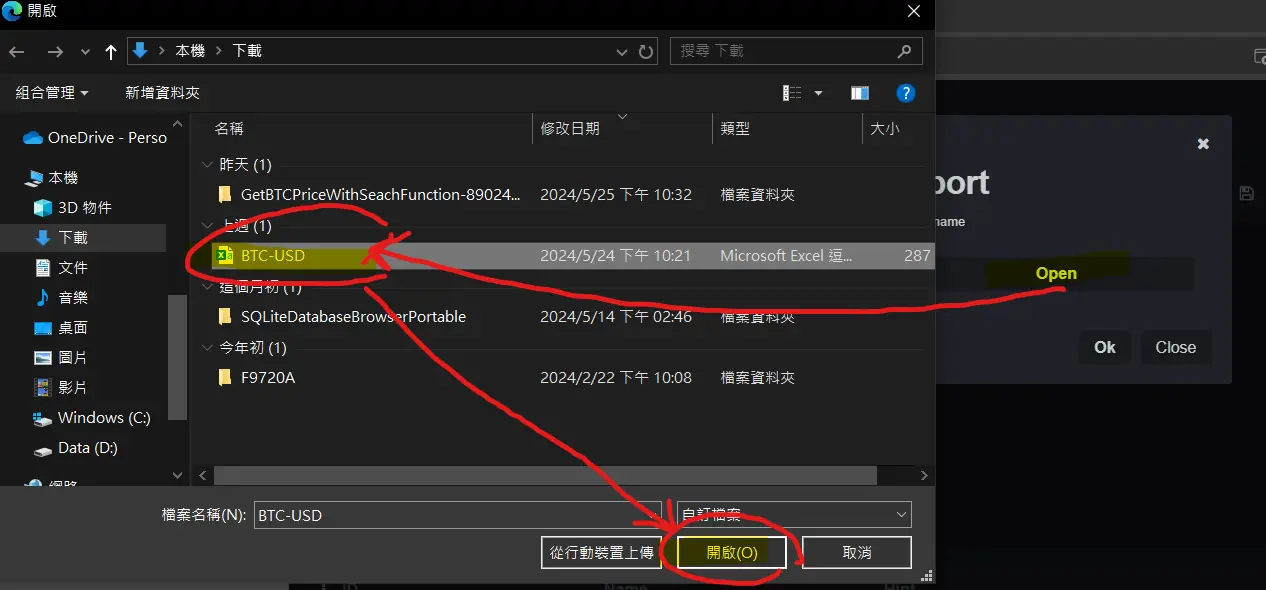 開啟
本機 下載
搜尋 下載
組合管理 新增資料夾
名稱 修改日期 類型 大小
OneDrive - Perso
本機
3D 物件
下載
文件
音樂
桌面
圖片
影片
Windows (C:)
Data (D:)
網路
昨天 (1)
GetBTCPriceWithSeachFunction-89024... 2024/5/25 下午 10:32 檔案資料夾
上週 (1)
BTC-USD 2024/5/24 下午 10:21 Microsoft Excel 逗... 287
這個月初 (1)
SQLiteDatabaseBrowserPortable 2024/5/14 下午 02:46 檔案資料夾
今年初 (1)
F9720A 2024/2/22 下午 10:08 檔案資料夾
檔案名稱(N): BTC-USD 自訂檔案
從行動裝置上傳 開啟(O) 取消
port
name
Open
Ok Close
ID Name Hint